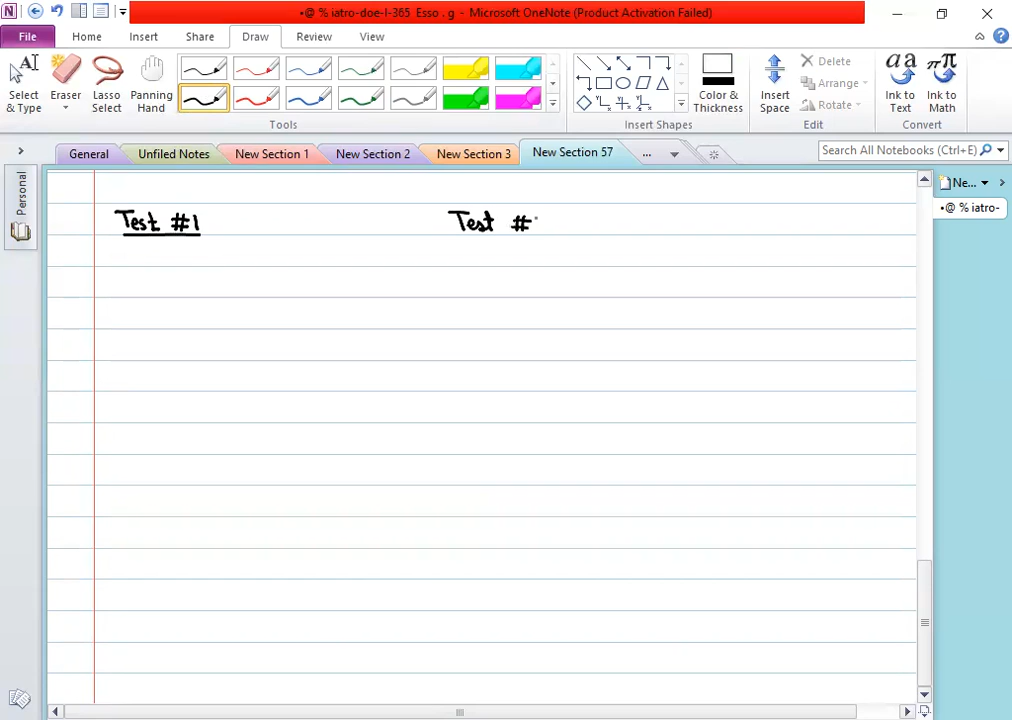 •@ % iatro-doe-l-365 Esso . g - Microsoft OneNote (Product Activation Failed)
File Home Insert Share Draw Review View
Select & Type
Eraser
Lasso Select
Panning Hand
Color & Thickness
Insert Space
Delete
Arrange
Rotate
Ink to Text
Ink to Math
Tools Insert Shapes Edit Convert
General Unfiled Notes New Section 1 New Section 2 New Section 3 New Section 57 ... Search All Notebooks (Ctrl+E)
Personal
Ne...
•@ % iatro-
Test #1 Test #